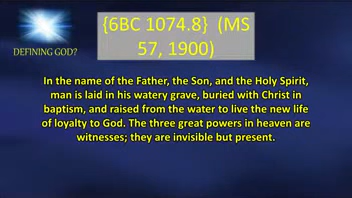 {6BC 1074.8} (MS
57, 1900)
DEFINING GOD?
In the name of the Father, the Son, and the Holy Spirit,
man is laid in his watery grave, buried with Christ in
baptism, and raised from the water to live the new life
of loyalty to God. The three great powers in heaven are
witnesses; they are invisible but present.